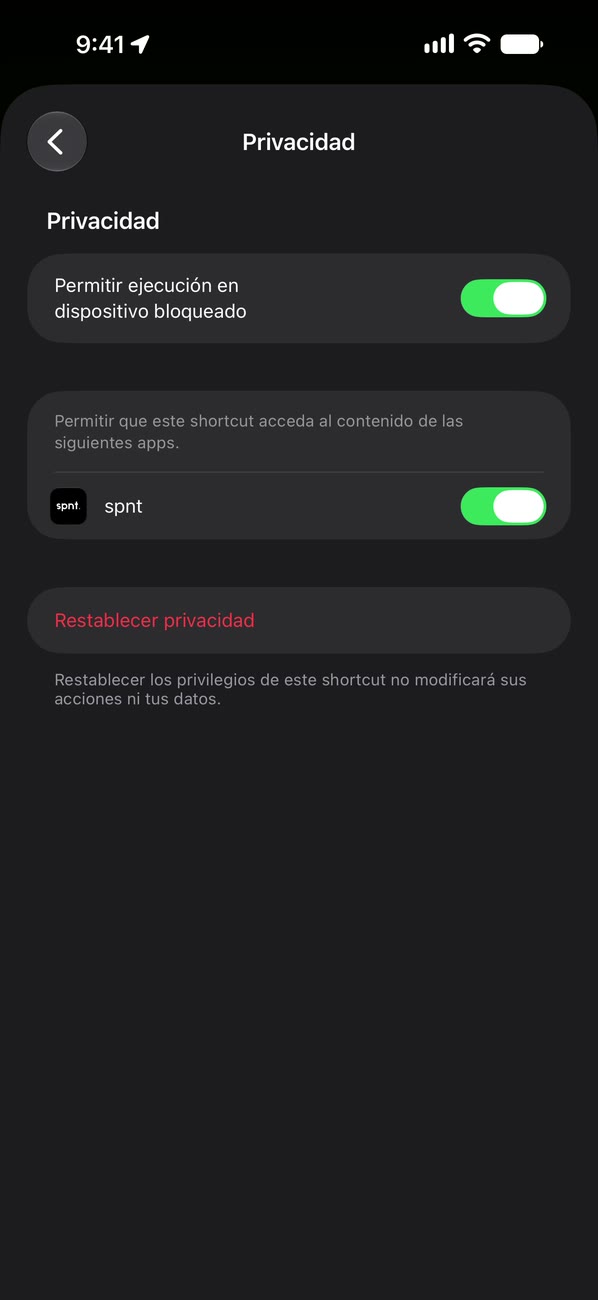 9:41
Privacidad
Privacidad
Permitir ejecución en
dispositivo bloqueado
Permitir que este shortcut acceda al contenido de las
siguientes apps.
spnt.
spnt
Restablecer privacidad
Restablecer los privilegios de este shortcut no modificará sus
acciones ni tus datos.